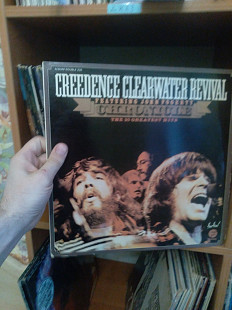 CREEDENCE CLEARWATER REVIVAL
FEATURING JOHN FOGERTY
CHRONICLE
THE 20 GREATEST HITS